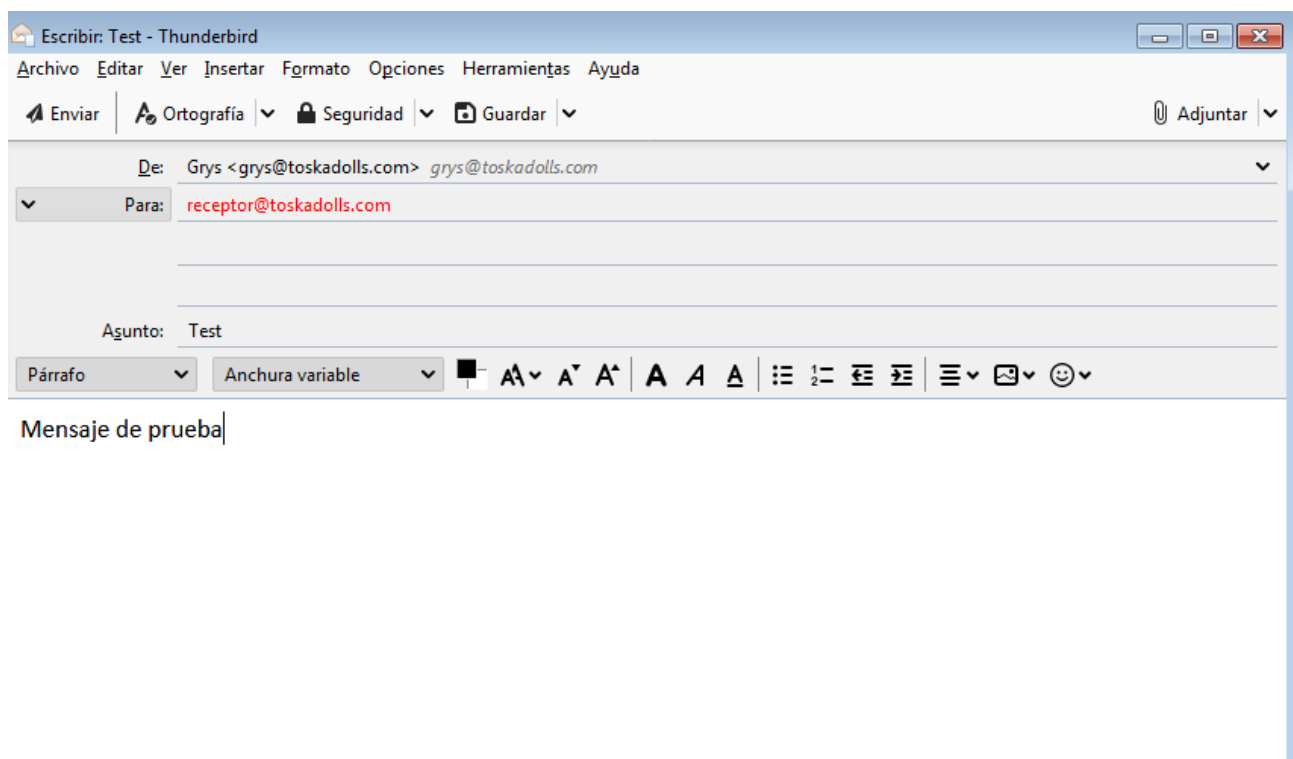 Escribir: Test - Thunderbird
Archivo Editar Ver Insertar Formato Opciones Herramientas Ayuda
Enviar Ortografía Seguridad Guardar Adjuntar
De: Grys <grys@toskadolls.com> grys@toskadolls.com
Para: receptor@toskadolls.com
Asunto: Test
Párrafo Anchura variable
Mensaje de prueba